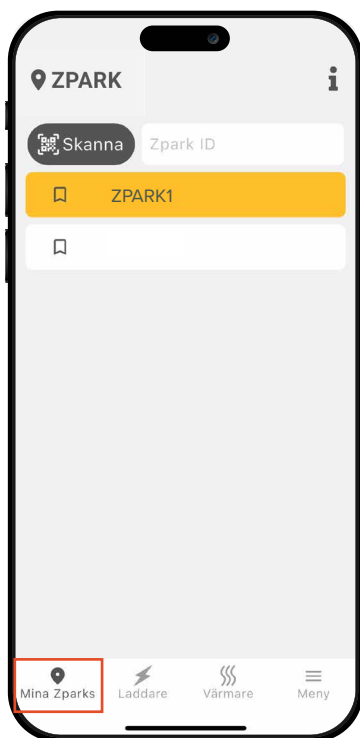 ZPARK
Skanna
Zpark ID
ZPARK1
Mina Zparks
Laddare
Värmare
Meny